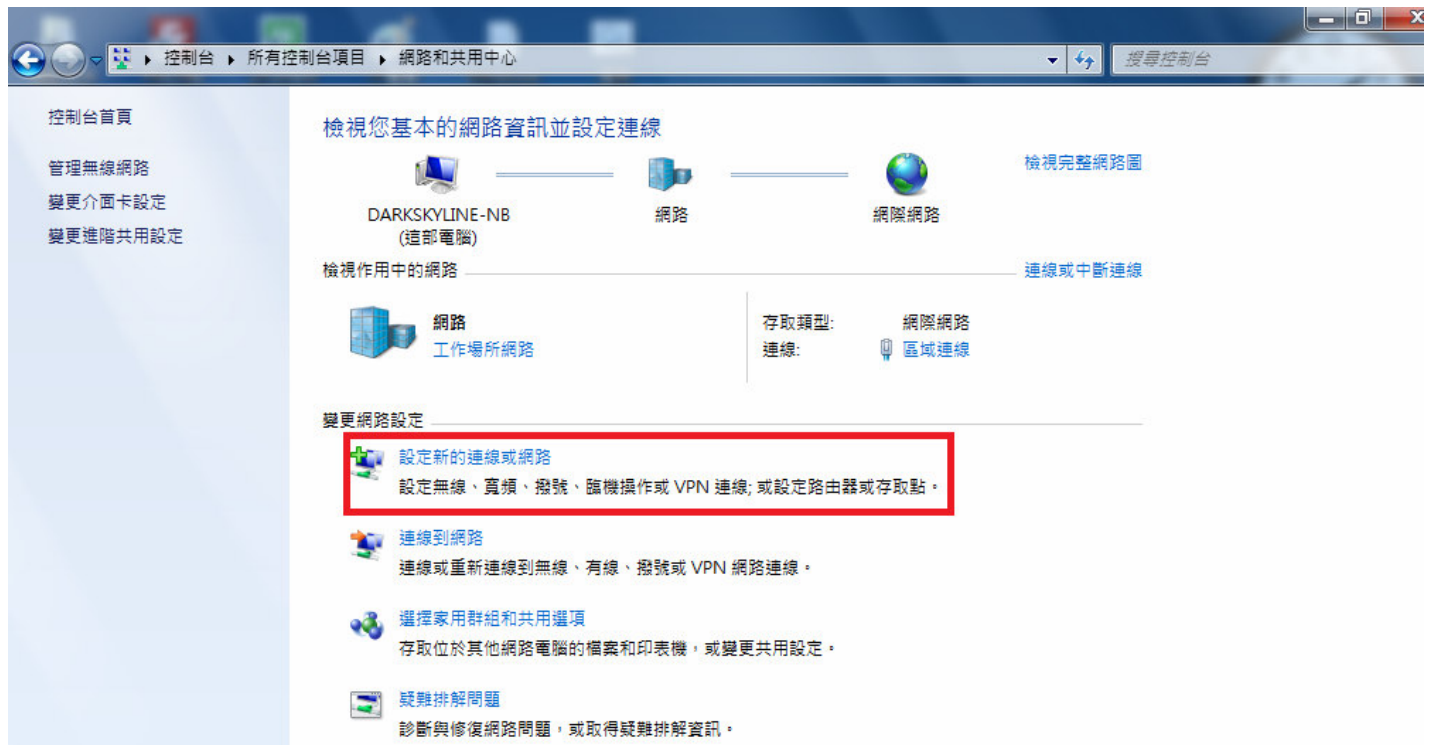 控制台 ▸ 所有控制台項目 ▸ 網路和共用中心
搜尋控制台
控制台首頁
管理無線網路
變更介面卡設定
變更進階共用設定
檢視您基本的網路資訊並設定連線
檢視完整網路圖
DARKSKYLINE-NB
(這部電腦)
網路
網際網路
檢視作用中的網路
連線或中斷連線
網路
工作場所網路
存取類型: 網際網路
連線: 區域連線
變更網路設定
設定新的連線或網路
設定無線、寬頻、撥號、臨機操作或 VPN 連線; 或設定路由器或存取點。
連線到網路
連線或重新連線到無線、有線、撥號或 VPN 網路連線。
選擇家用群組和共用選項
存取位於其他網路電腦的檔案和印表機，或變更共用設定。
疑難排解問題
診斷與修復網路問題，或取得疑難排解資訊。